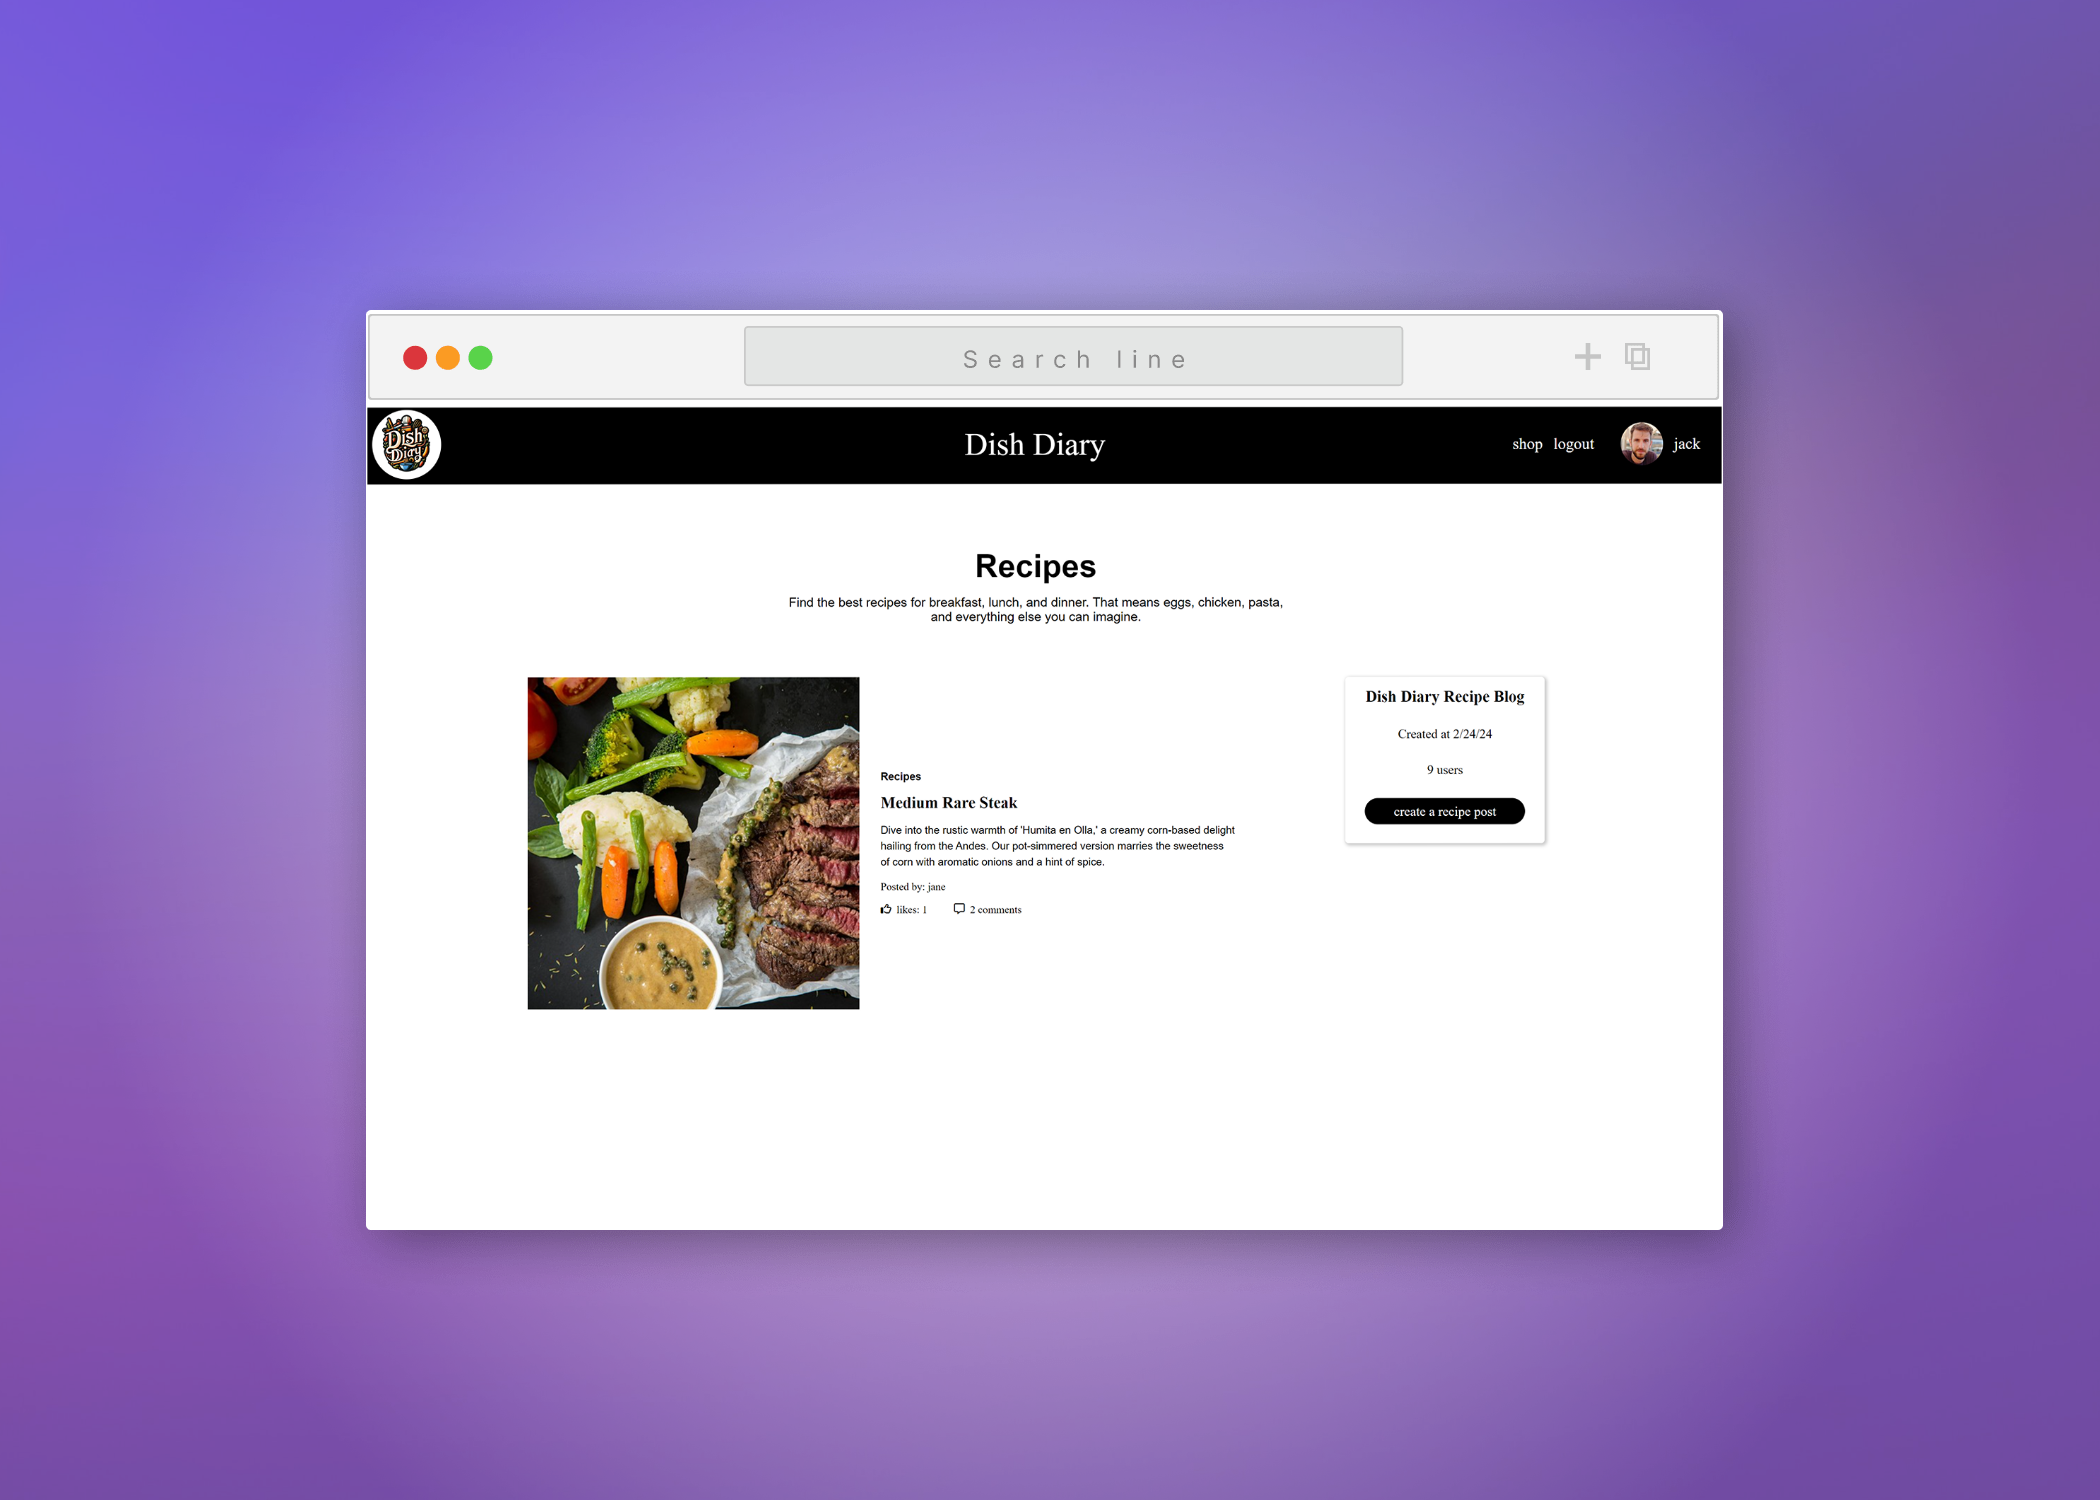 Search line
Dish
Diary
Dish Diary
shop logout
jack
Recipes
Find the best recipes for breakfast, lunch, and dinner. That means eggs, chicken, pasta,
and everything else you can imagine.
Recipes
Medium Rare Steak
Dive into the rustic warmth of 'Humita en Olla,' a creamy corn-based delight
hailing from the Andes. Our pot-simmered version marries the sweetness
of corn with aromatic onions and a hint of spice.
Posted by: jane
likes: 1 2 comments
Dish Diary Recipe Blog
Created at 2/24/24
9 users
create a recipe post